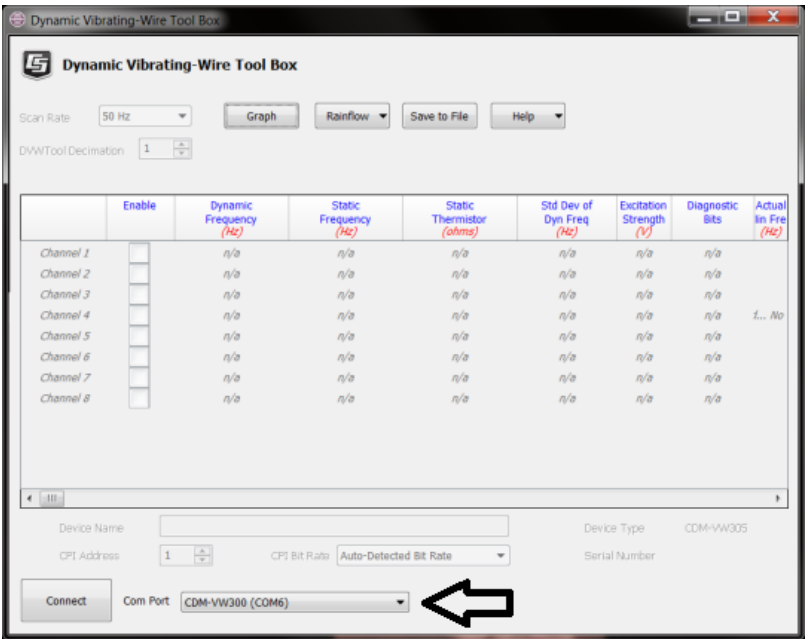 Dynamic Vibrating-Wire Tool Box
Dynamic Vibrating-Wire Tool Box
Scan Rate 50 Hz Graph Rainflow Save to File Help
DVWTool Decimation 1
Enable Dynamic Frequency (Hz) Static Frequency (Hz) Static Thermistor (ohms) Std Dev of Dyn Freq (Hz) Excitation Strength (V) Diagnostic Bits Actual lin Fre (Hz)
Channel 1 n/a n/a n/a n/a n/a n/a
Channel 2 n/a n/a n/a n/a n/a n/a
Channel 3 n/a n/a n/a n/a n/a n/a
Channel 4 n/a n/a n/a n/a n/a n/a f... No
Channel 5 n/a n/a n/a n/a n/a n/a
Channel 6 n/a n/a n/a n/a n/a n/a
Channel 7 n/a n/a n/a n/a n/a n/a
Channel 8 n/a n/a n/a n/a n/a n/a
Device Name Device Type CDM-VW305
CPI Address 1 CPI Bit Rate Auto-Detected Bit Rate Serial Number
Connect Com Port CDM-VW300 (COM6)